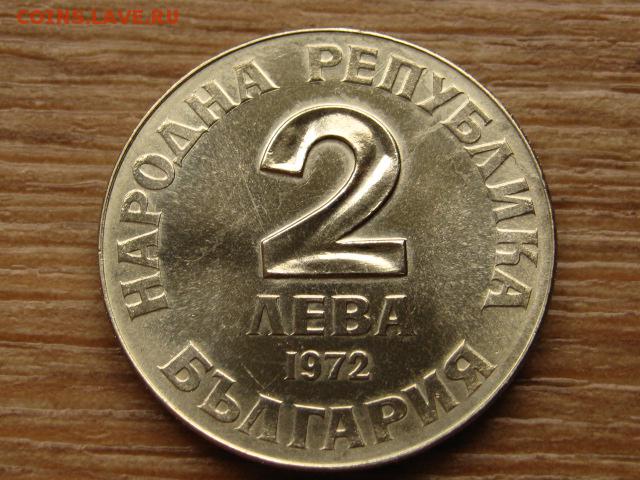 COINS.LAVE.RU
НАРОДНА РЕПУБЛИКА
2
ЛЕВА
1972
БЪЛГАРИЯ